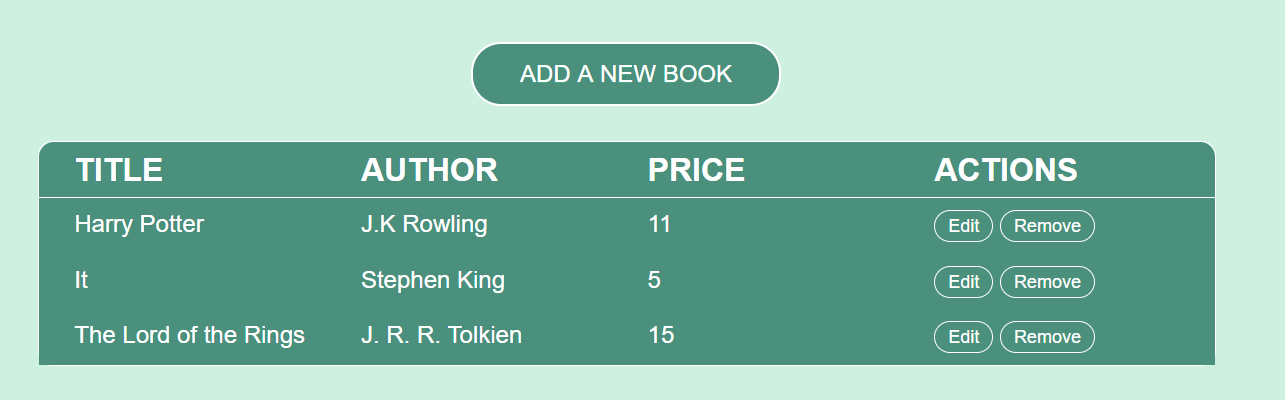 ADD A NEW BOOK
TITLE AUTHOR PRICE ACTIONS
Harry Potter J.K Rowling 11 Edit Remove
It Stephen King 5 Edit Remove
The Lord of the Rings J. R. R. Tolkien 15 Edit Remove